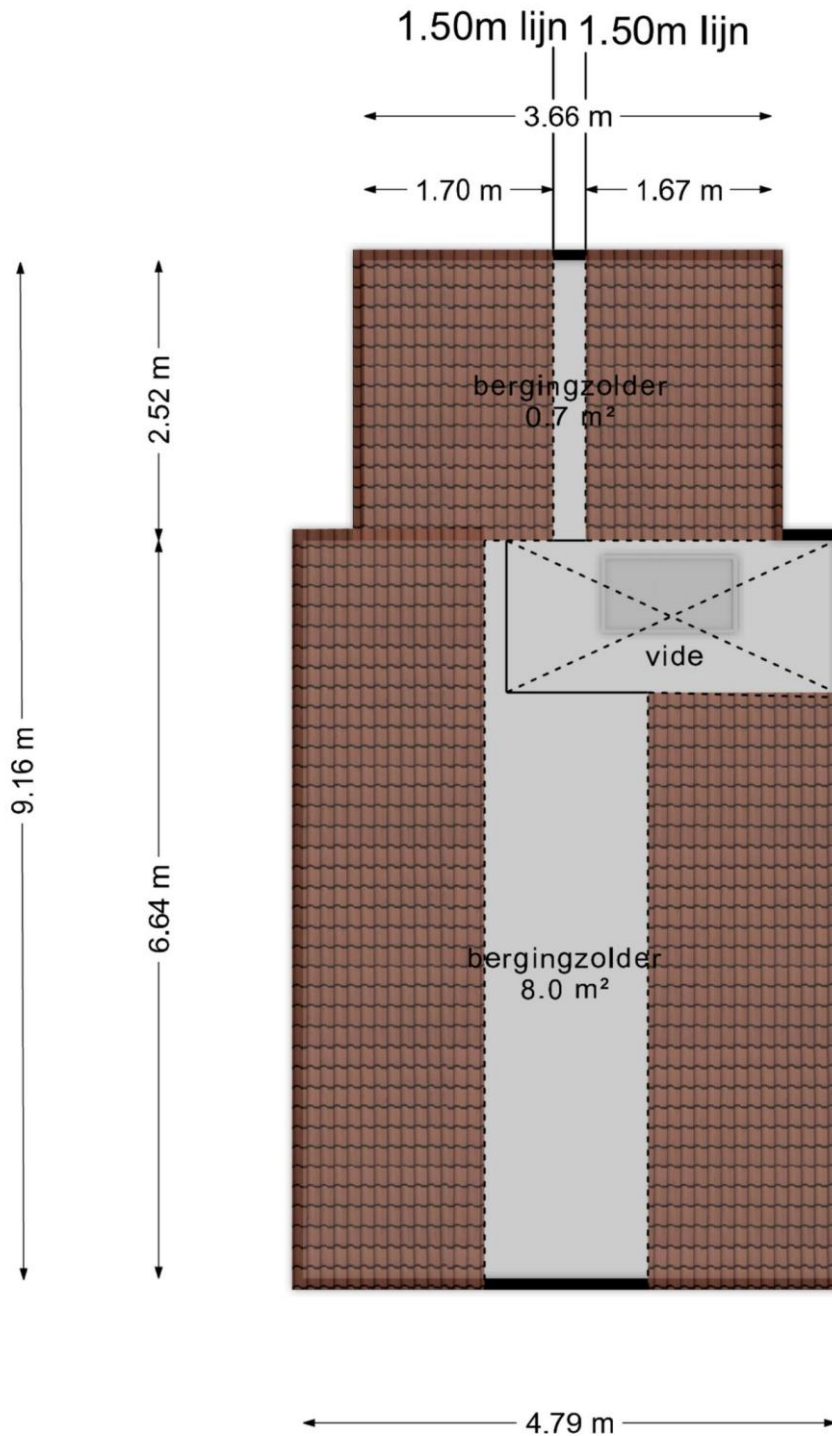 1.50m lijn 1.50m lijn
3.66 m
1.70 m 1.67 m
2.52 m
bergingzolder
0.7 m²
vide
9.16 m
6.64 m
bergingzolder
8.0 m²
4.79 m